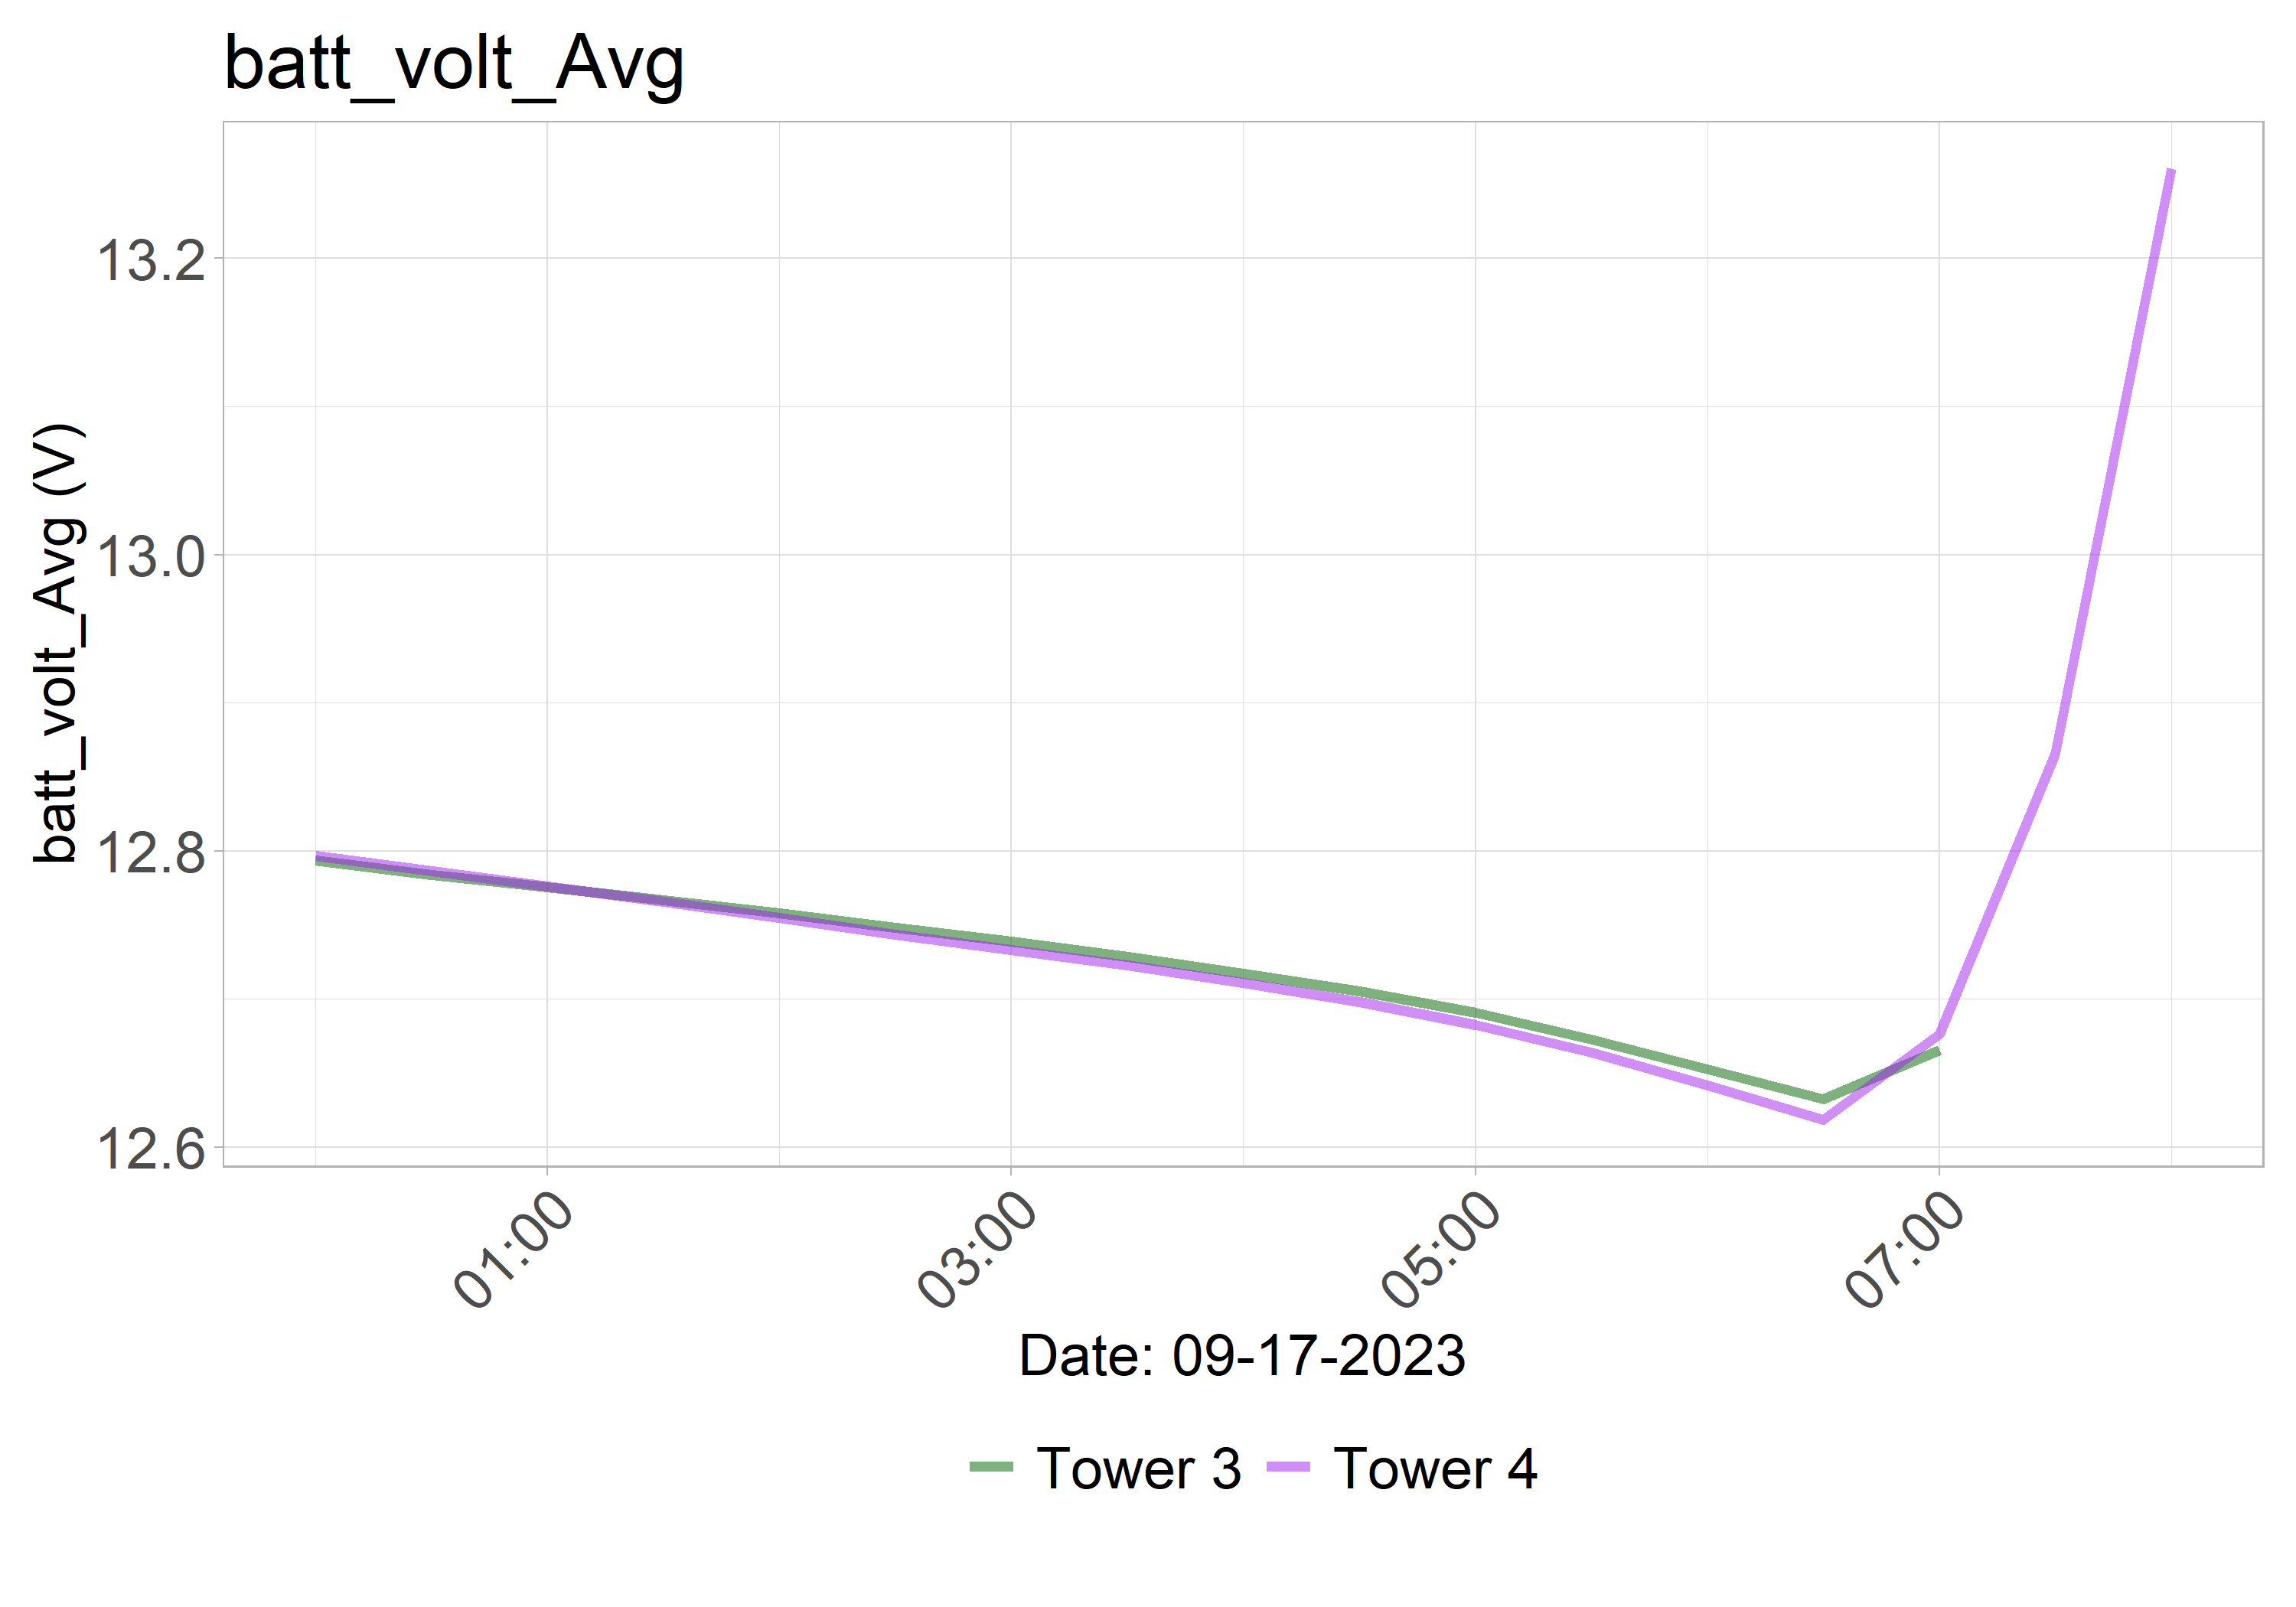 batt_volt_Avg
batt_volt_Avg (V)
13.2
13.0
12.8
12.6
01:00 03:00 05:00 07:00
Date: 09-17-2023
Tower 3 Tower 4